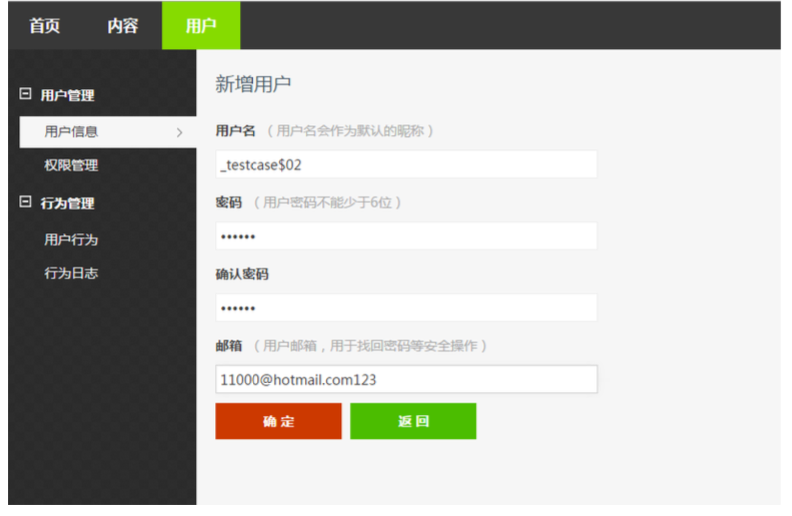 首页 内容 用户
用户管理
用户信息
权限管理
行为管理
用户行为
行为日志
新增用户
用户名 （用户名会作为默认的昵称）
_testcase$02
密码 （用户密码不能少于6位）
••••••
确认密码
••••••
邮箱 （用户邮箱，用于找回密码等安全操作）
11000@hotmail.com123
确 定 返 回